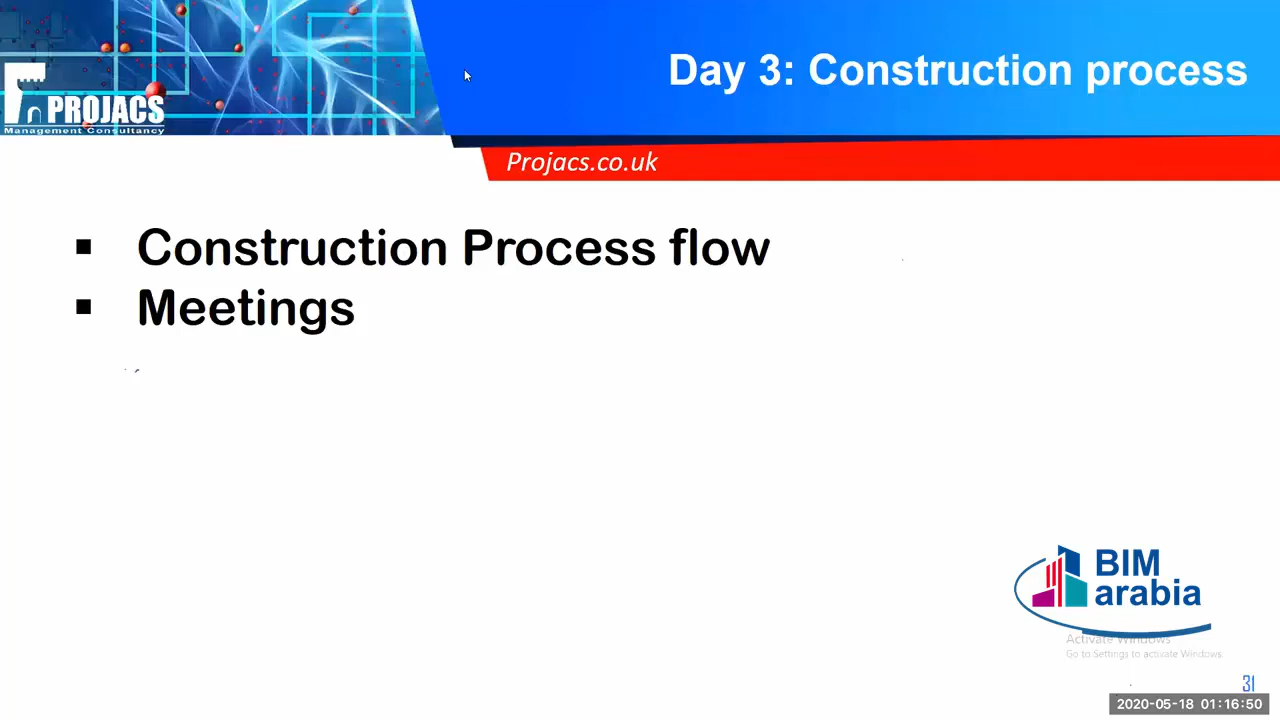 Day 3: Construction process
PROJACS
Management Consultancy
Projacs.co.uk
▪ Construction Process flow
▪ Meetings
BIM
arabia
Activate Windows
Go to Settings to activate Windows.
31
2020-05-18 01:16:50